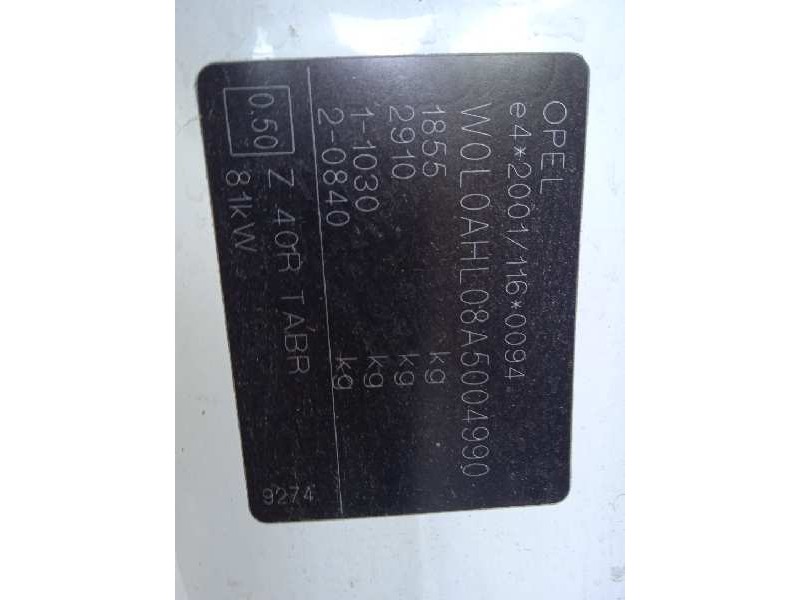 OPEL
e4*2001/116*0094
W0L0AHL08A5004990
1855 kg
2910 kg
1-1030 kg
2-0840 kg
0.50 Z 40R TABR
81kW
9274